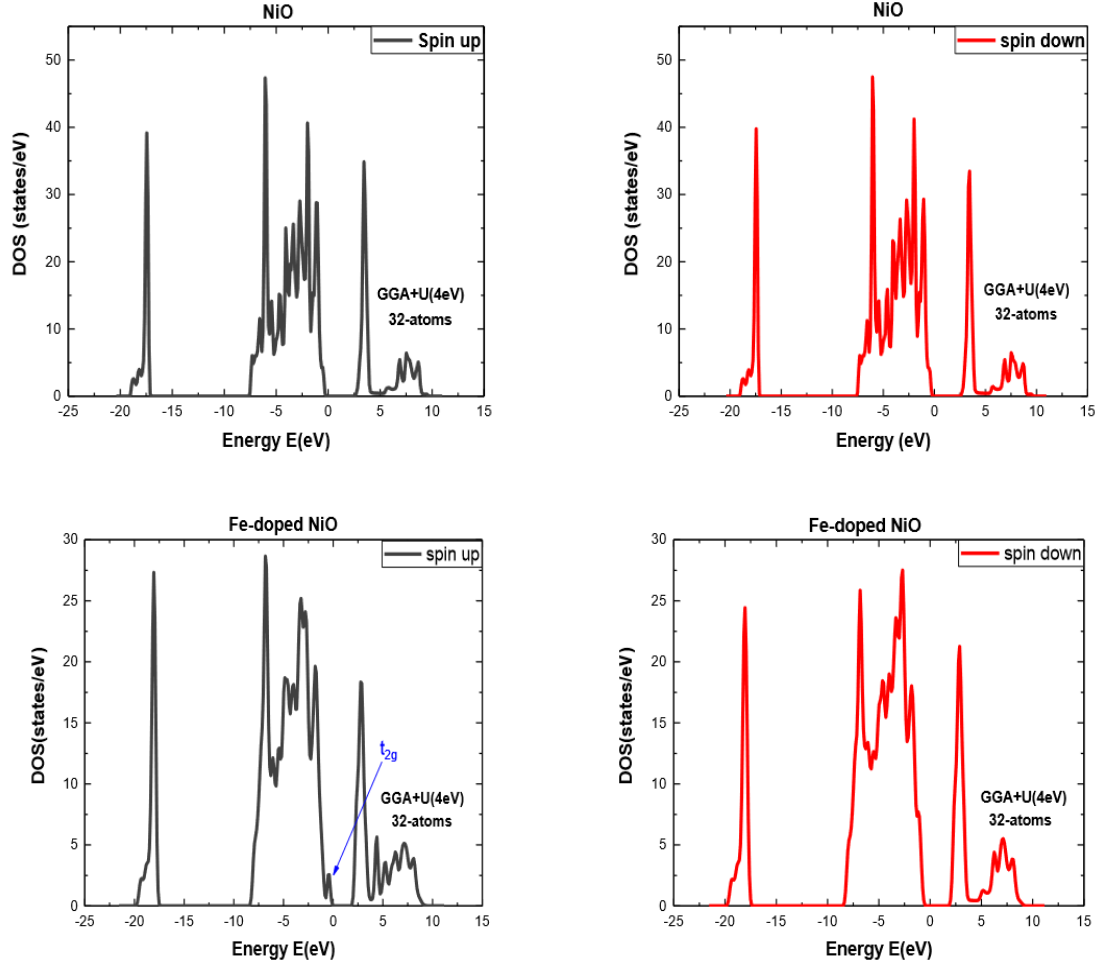 NiO
Spin up
50
40
30
20
10
0
DOS (states/eV)
GGA+U(4eV)
32-atoms
-25 -20 -15 -10 -5 0 5 10 15
Energy E(eV)
NiO
spin down
50
40
30
20
10
0
DOS (states/eV)
GGA+U(4eV)
32-atoms
-25 -20 -15 -10 -5 0 5 10 15
Energy (eV)
Fe-doped NiO
spin up
30
25
20
15
10
5
0
DOS(states/eV)
t2g
GGA+U(4eV)
32-atoms
-25 -20 -15 -10 -5 0 5 10 15
Energy E(eV)
Fe-doped NiO
spin down
30
25
20
15
10
5
0
DOS(states/eV)
GGA+U(4eV)
32-atoms
-25 -20 -15 -10 -5 0 5 10 15
Energy E(eV)